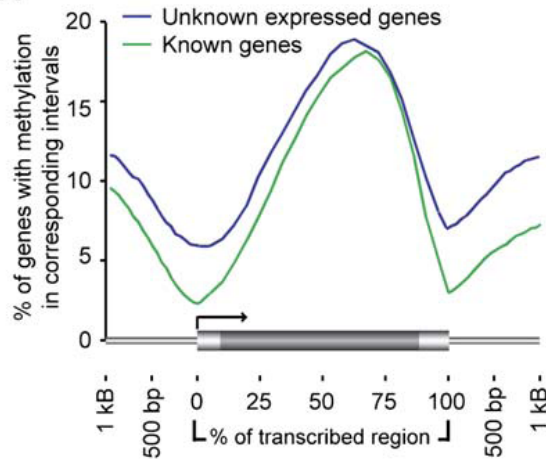 Unknown expressed genes
Known genes
% of genes with methylation
in corresponding intervals
20
15
10
5
0
1 kB
500 bp
0
25
50
75
100
500 bp
1 kB
% of transcribed region